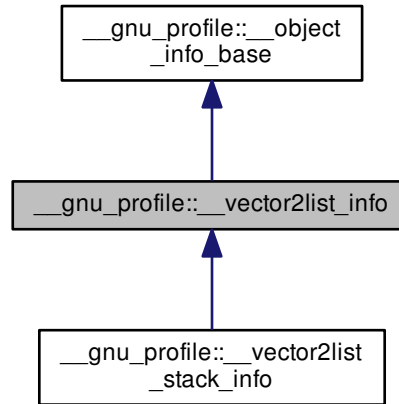 __gnu_profile::__object
_info_base
__gnu_profile::__vector2list_info
__gnu_profile::__vector2list
_stack_info